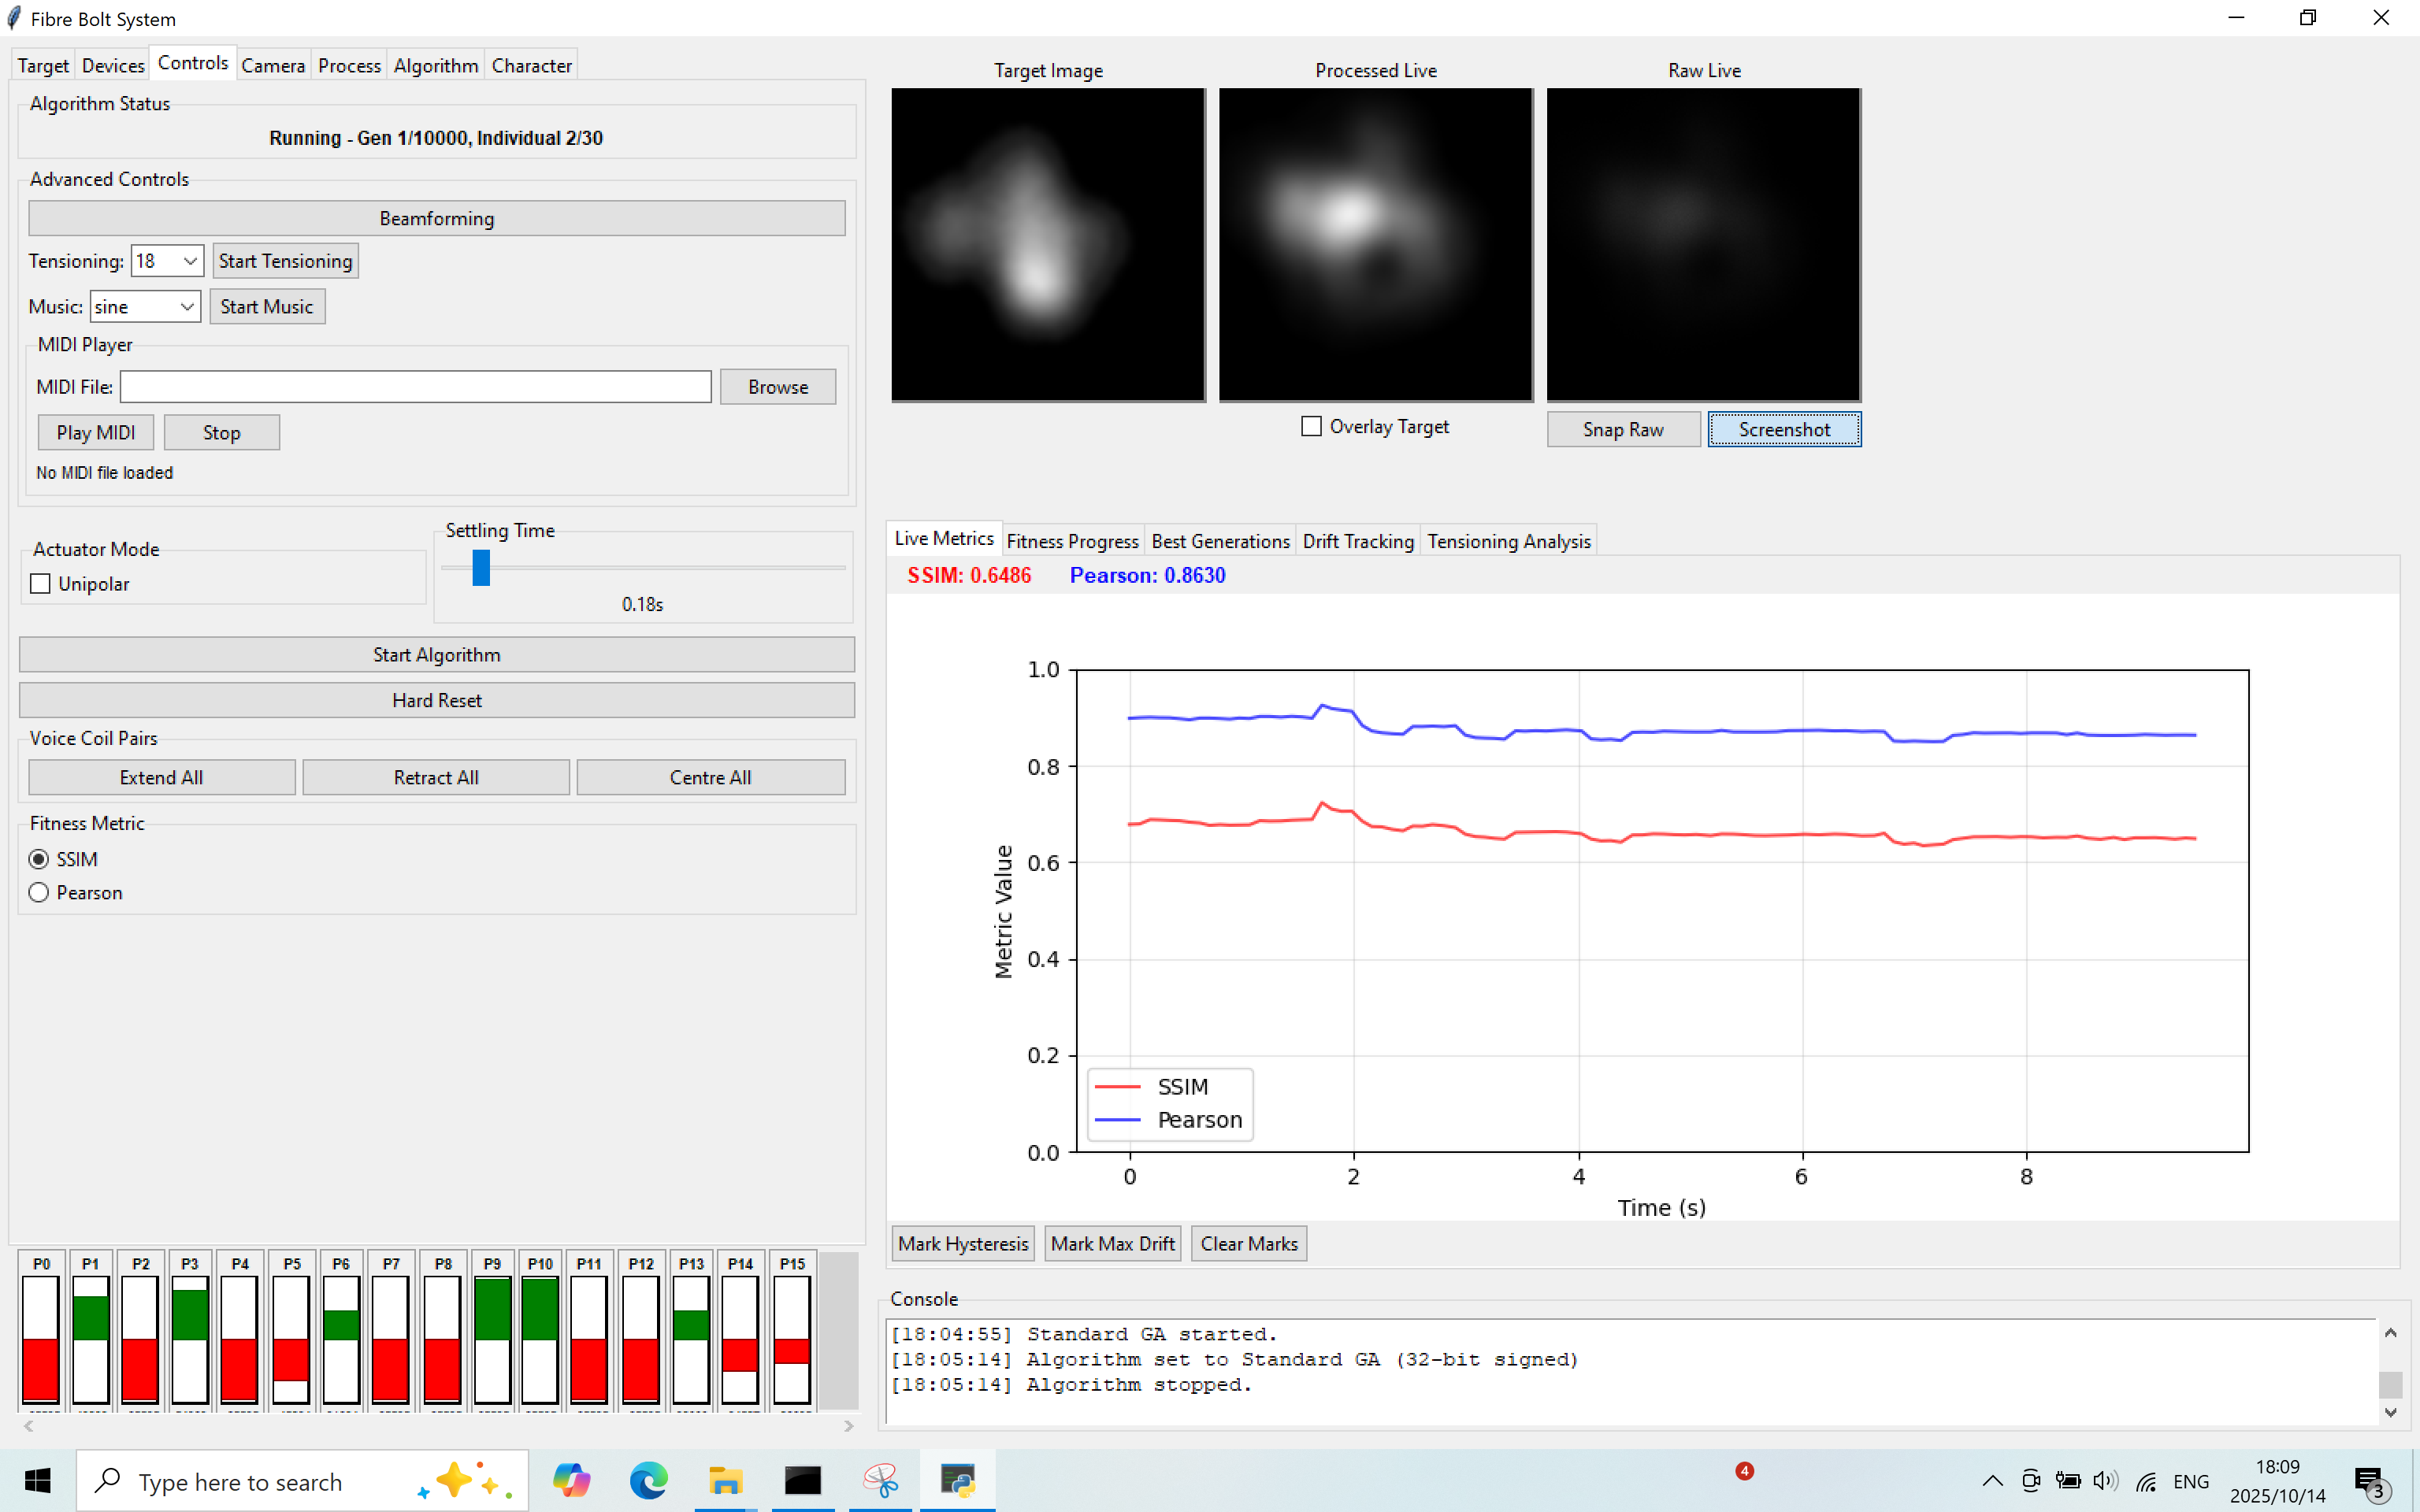 Fibre Bolt System
Target Devices Controls Camera Process Algorithm Character
Algorithm Status
Running - Gen 1/10000, Individual 2/30
Advanced Controls
Beamforming
Tensioning: 18 Start Tensioning
Music: sine Start Music
MIDI Player
MIDI File: Browse
Play MIDI Stop
No MIDI file loaded
Actuator Mode
Unipolar
Settling Time
0.18s
Start Algorithm
Hard Reset
Voice Coil Pairs
Extend All Retract All Centre All
Fitness Metric
SSIM
Pearson
P0 P1 P2 P3 P4 P5 P6 P7 P8 P9 P10 P11 P12 P13 P14 P15
Target Image Processed Live Raw Live
Overlay Target Snap Raw Screenshot
Live Metrics Fitness Progress Best Generations Drift Tracking Tensioning Analysis
SSIM: 0.6486 Pearson: 0.8630
1.0
0.8
0.6
0.4
0.2
0.0
Metric Value
SSIM
Pearson
0 2 4 6 8
Time (s)
Mark Hysteresis Mark Max Drift Clear Marks
Console
[18:04:55] Standard GA started.
[18:05:14] Algorithm set to Standard GA (32-bit signed)
[18:05:14] Algorithm stopped.
Type here to search
4
ENG
18:09
2025/10/14
3